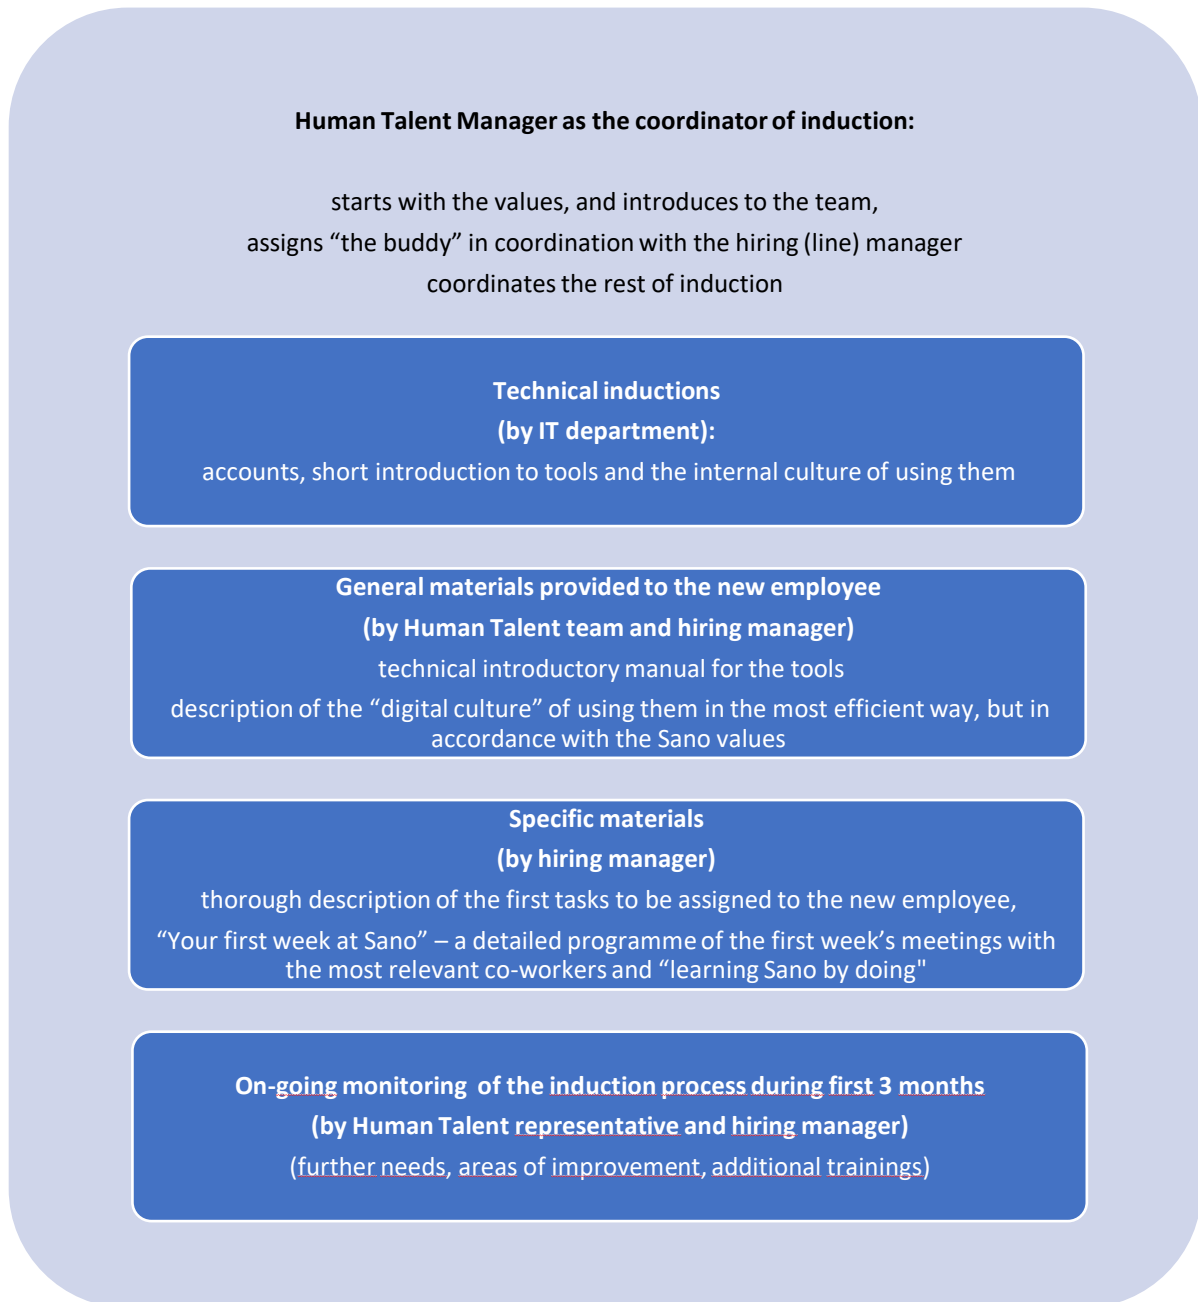 Human Talent Manager as the coordinator of induction:
starts with the values, and introduces to the team,
assigns “the buddy” in coordination with the hiring (line) manager
coordinates the rest of induction
Technical inductions
(by IT department):
accounts, short introduction to tools and the internal culture of using them
General materials provided to the new employee
(by Human Talent team and hiring manager)
technical introductory manual for the tools
description of the “digital culture” of using them in the most efficient way, but in
accordance with the Sano values
Specific materials
(by hiring manager)
thorough description of the first tasks to be assigned to the new employee,
“Your first week at Sano” – a detailed programme of the first week’s meetings with
the most relevant co-workers and “learning Sano by doing"
On-going monitoring of the induction process during first 3 months
(by Human Talent representative and hiring manager)
(further needs, areas of improvement, additional trainings)